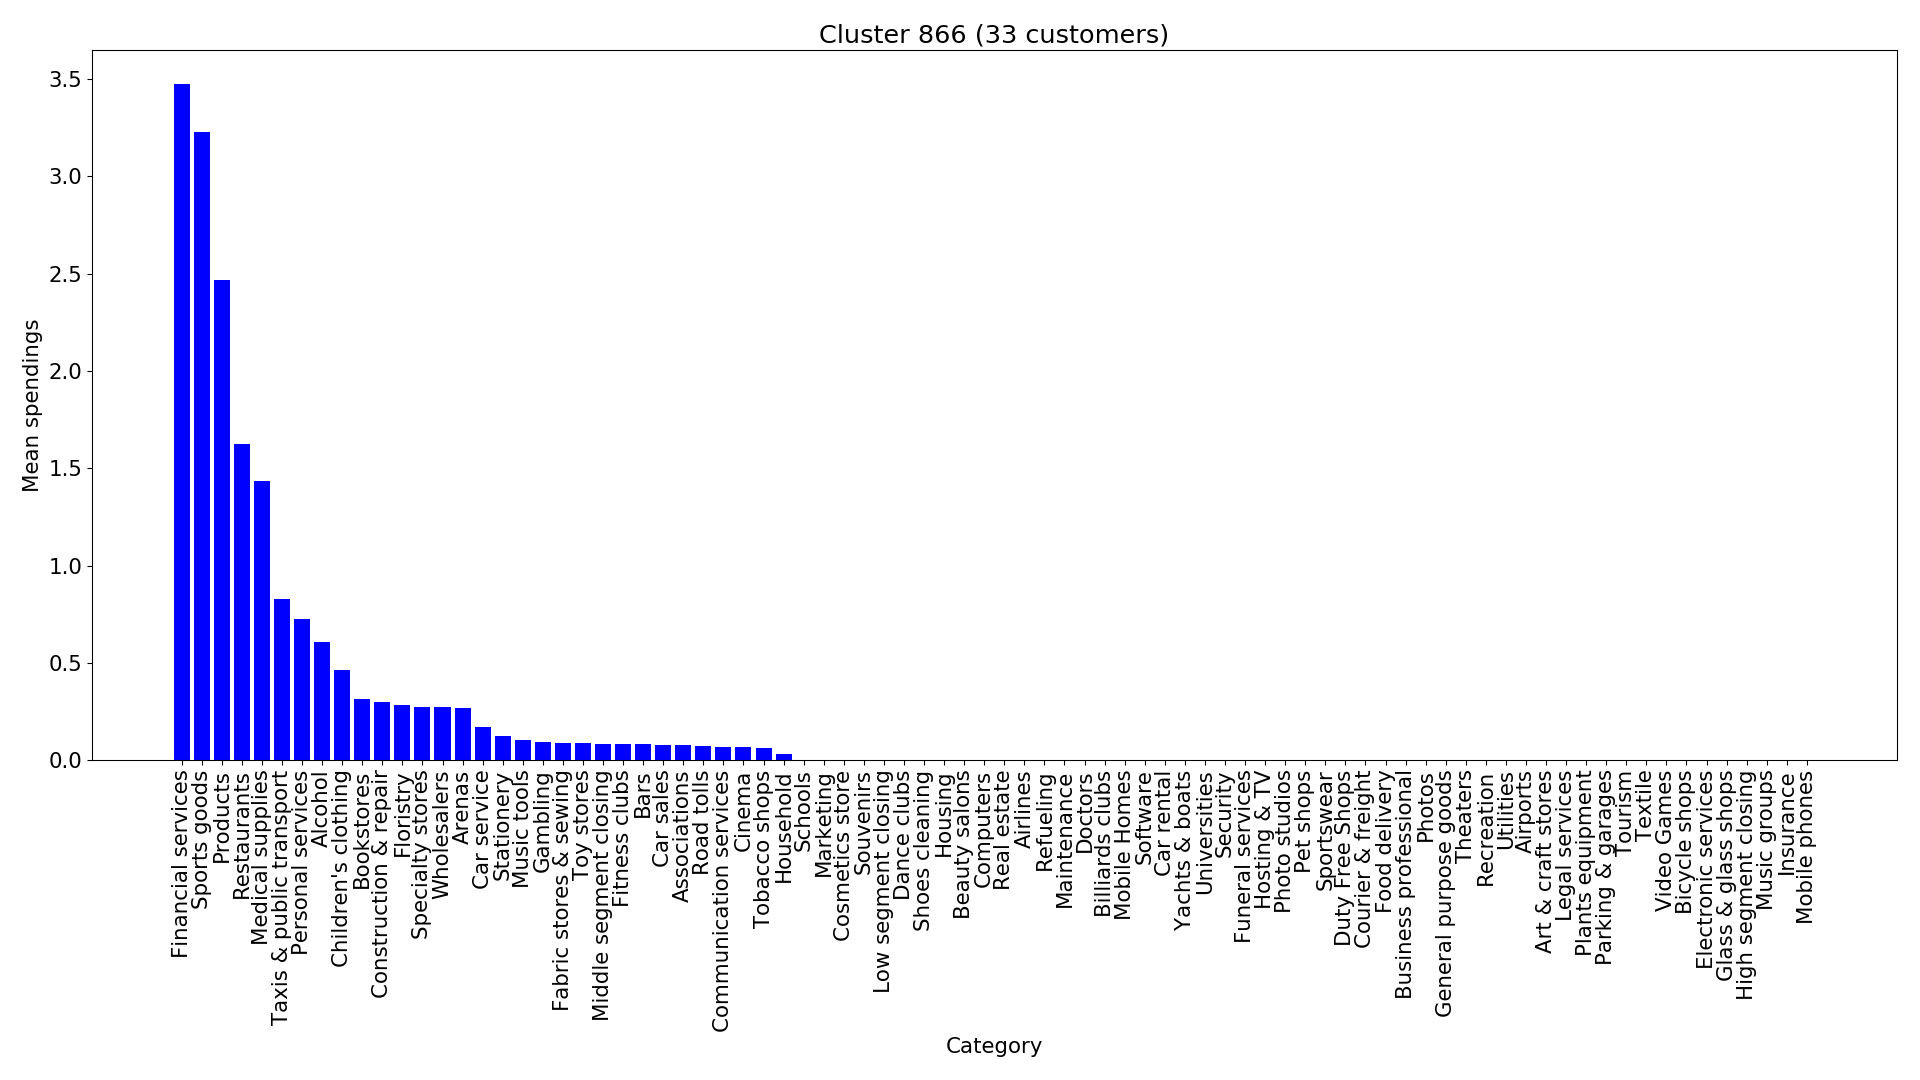 Cluster 866 (33 customers)
3.5
3.0
2.5
2.0
1.5
1.0
0.5
0.0
Mean spendings
Financial services
Sports goods
Products
Restaurants
Medical supplies
Taxis & public transport
Personal services
Alcohol
Children's clothing
Bookstores
Construction & repair
Floristry
Specialty stores
Wholesalers
Arenas
Car service
Stationery
Music tools
Gambling
Fabric stores & sewing
Toy stores
Middle segment closing
Fitness clubs
Bars
Car sales
Associations
Road tolls
Communication services
Cinema
Tobacco shops
Household
Schools
Marketing
Cosmetics store
Souvenirs
Low segment closing
Dance clubs
Shoes cleaning
Housing
Beauty salons
Computers
Real estate
Airlines
Refuelling
Maintenance
Doctors
Billiards clubs
Mobile Homes
Software
Car rental
Yachts & boats
Universities
Security
Funeral services
Hosting & TV
Photo studios
Pet shops
Sportswear
Duty Free Shops
Courier & freight
Food delivery
Business professional
Photos
General purpose goods
Theaters
Recreation
Utilities
Airports
Art & craft stores
Legal services
Plants equipment
Parking & garages
Tourism
Textile
Video Games
Bicycle shops
Electronic services
Glass & glass shops
High segment closing
Music groups
Insurance
Mobile phones
Category